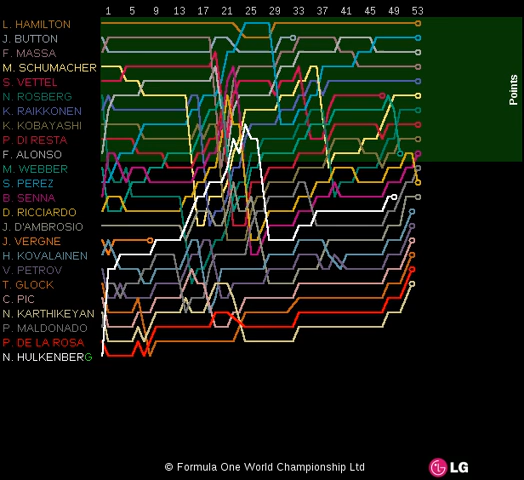 1 5 9 13 17 21 25 29 33 37 41 45 49 53
L. HAMILTON
J. BUTTON
F. MASSA
M. SCHUMACHER
S. VETTEL
N. ROSBERG
K. RAIKKONEN
K. KOBAYASHI
P. DI RESTA
F. ALONSO
M. WEBBER
S. PEREZ
B. SENNA
D. RICCIARDO
J. D'AMBROSIO
J. VERGNE
H. KOVALAINEN
V. PETROV
T. GLOCK
C. PIC
N. KARTHIKEYAN
P. MALDONADO
P. DE LA ROSA
N. HULKENBERG
Points
© Formula One World Championship Ltd
LG